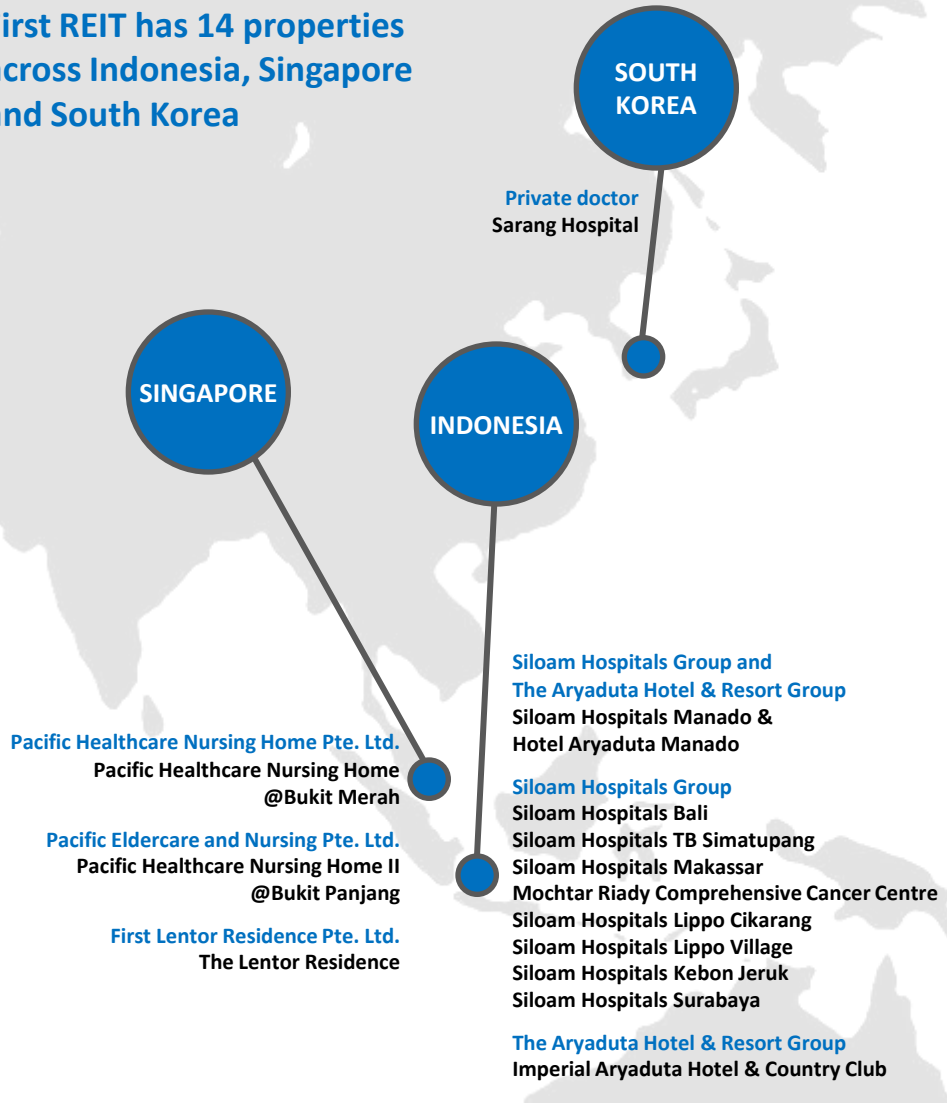 irst REIT has 14 properties
cross Indonesia, Singapore
nd South Korea
SOUTH
KOREA
Private doctor
Sarang Hospital
SINGAPORE
INDONESIA
Pacific Healthcare Nursing Home Pte. Ltd.
Pacific Healthcare Nursing Home
@Bukit Merah
Pacific Eldercare and Nursing Pte. Ltd.
Pacific Healthcare Nursing Home II
@Bukit Panjang
First Lentor Residence Pte. Ltd.
The Lentor Residence
Siloam Hospitals Group and
The Aryaduta Hotel & Resort Group
Siloam Hospitals Manado &
Hotel Aryaduta Manado
Siloam Hospitals Group
Siloam Hospitals Bali
Siloam Hospitals TB Simatupang
Siloam Hospitals Makassar
Mochtar Riady Comprehensive Cancer Centre
Siloam Hospitals Lippo Cikarang
Siloam Hospitals Lippo Village
Siloam Hospitals Kebon Jeruk
Siloam Hospitals Surabaya
The Aryaduta Hotel & Resort Group
Imperial Aryaduta Hotel & Country Club